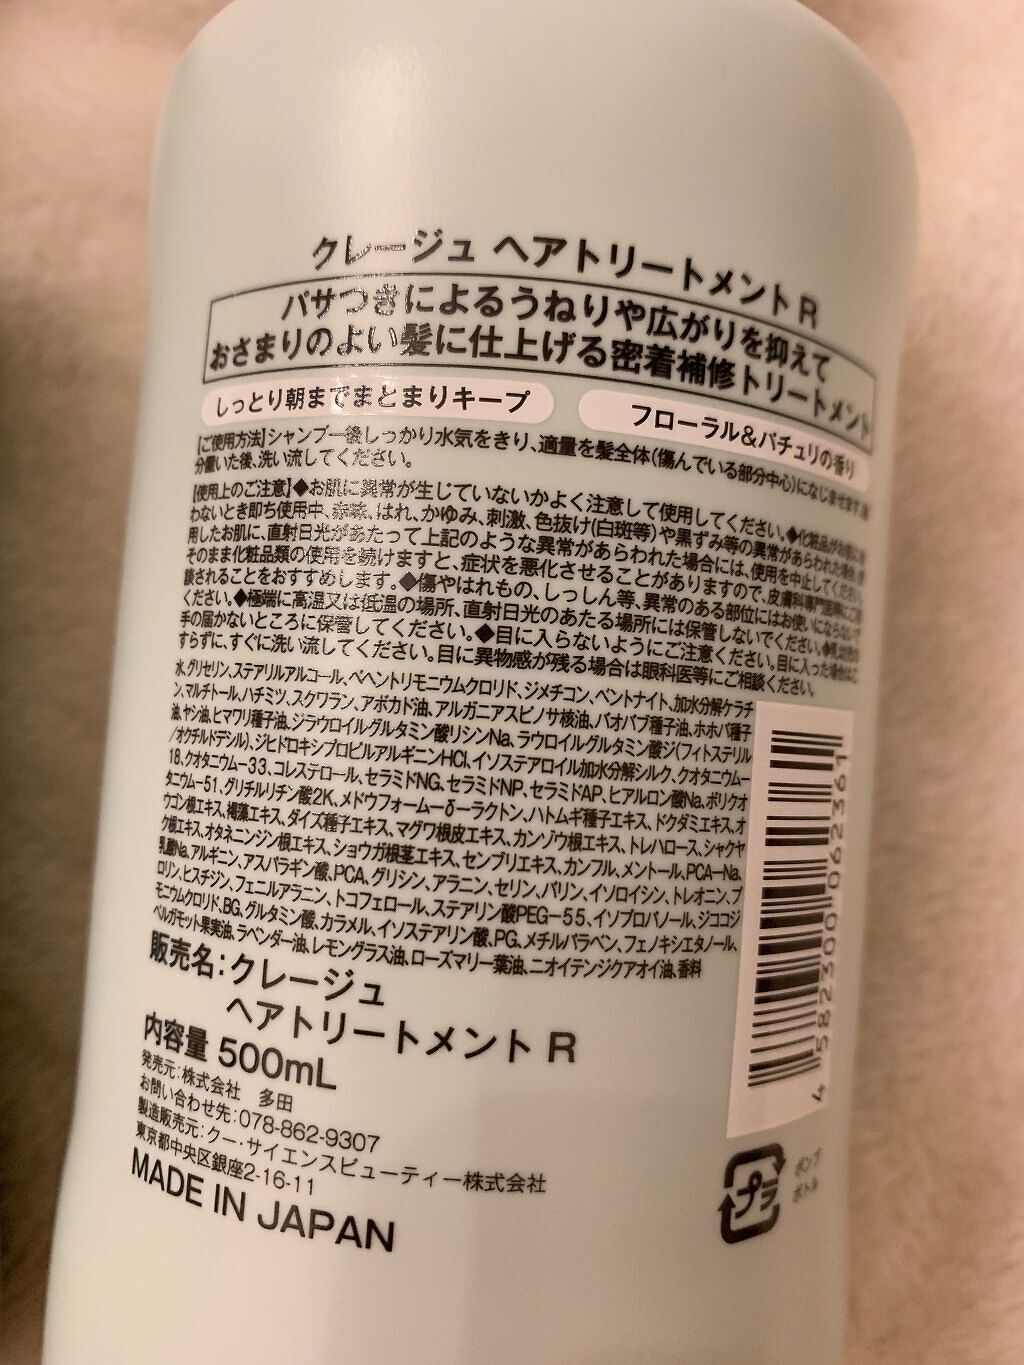 クレージュ ヘアトリートメント R
パサつきによるうねりや広がりを抑えて
おさまりのよい髪に仕上げる密着補修トリートメント
しっとり朝までまとまりキープ
フローラル&パチュリの香り
【ご使用方法】シャンプー後しっかり水気をきり、適量を髪全体(傷んでいる部分中心)になじませ
分置いた後、洗い流してください。
【使用上のご注意】◆お肌に異常が生じていないかよく注意して使用してください。◆化粧品がお肌に
わないとき即ち使用中、赤味、はれ、かゆみ、刺激、色抜け(白斑等)や黒ずみ等の異常があらわれた場合、
用したお肌に、直射日光があたって上記のような異常があらわれた場合には、使用を中止してください。
そのまま化粧品類の使用を続けますと、症状を悪化させることがありますので、皮膚科専門医等にご
談されることをおすすめします。◆傷やはれもの、しっしん等、異常のある部位にはお使いにならないで
ください。◆極端に高温又は低温の場所、直射日光のあたる場所には保管しないでください。◆乳幼児の
手の届かないところに保管してください。◆目に入らないようにご注意ください。目に入った場合は
すらずに、すぐに洗い流してください。目に異物感が残る場合は眼科医等にご相談ください。
水、グリセリン、ステアリルアルコール、ベヘントリモニウムクロリド、ジメチコン、ベントナイト、加水分解ケラチ
ン、マルチトール、ハチミツ、スクワラン、アボカド油、アルガニアスピノサ核油、バオバブ種子油、ホホバ種子
油、ヤシ油、ヒマワリ種子油、ジラウロイルグルタミン酸リシンNa、ラウロイルグルタミン酸ジ(フィトステリル
/オクチルドデシル)、ジヒドロキシプロピルアルギニンHCl、イソステアロイル加水分解シルク、クオタニウムー
18、クオタニウムー33、コレステロール、セラミドNG、セラミドNP、セラミドAP、ヒアルロン酸Na、ポリクオ
タニウムー51、グリチルリチン酸2K、メドウフォームーδーラクトン、ハトムギ種子エキス、ドクダミエキス、オ
ウゴン根エキス、褐藻エキス、ダイズ種子エキス、マグワ根皮エキス、カンゾウ根エキス、トレハロース、シャクヤ
ク根エキス、オタネニンジン根エキス、ショウガ根茎エキス、センブリエキス、カンフル、メントール、PCAーNa、
乳酸Na、アルギニン、アスパラギン酸、PCA、グリシン、アラニン、セリン、バリン、イソロイシン、トレオニン、プ
ロリン、ヒスチジン、フェニルアラニン、トコフェロール、ステアリン酸PEGー55、イソプロパノール、ジココジ
モニウムクロリド、BG、グルタミン酸、カラメル、イソステアリン酸、PG、メチルパラベン、フェノキシエタノール、
ベルガモット果実油、ラベンダー油、レモングラス油、ローズマリー葉油、ニオイテンジクアオイ油、香料
販売名:クレージュ
ヘアトリートメント R
内容量 500mL
発売元:株式会社 多田
お問い合わせ先:078-862-9307
製造販売元:クー・サイエンスビューティー株式会社
東京都中央区銀座2-16-11
MADE IN JAPAN
4 582300 062361
プラ
ポンプ
ボトル